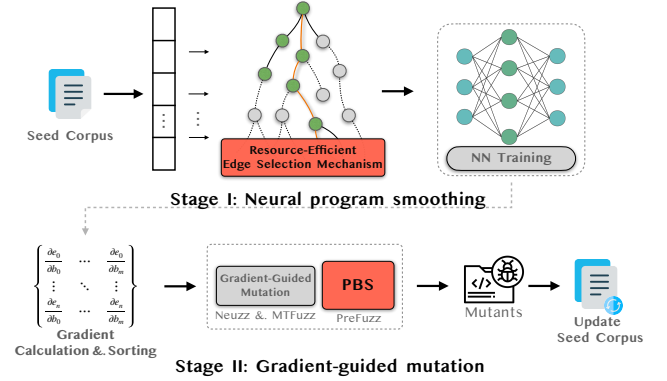 Seed Corpus
Resource-Efficient
Edge Selection Mechanism
NN Training
Stage I: Neural program smoothing
∂e₀/∂b₀ ⋯ ∂e₀/∂bₘ
⋮ ⋱ ⋮
∂eₙ/∂b₀ ⋯ ∂eₙ/∂bₘ
Gradient
Calculation &. Sorting
Gradient-Guided
Mutation
Neuzz &. MTFuzz
PBS
PreFuzz
Mutants
Update
Seed Corpus
Stage II: Gradient-guided mutation